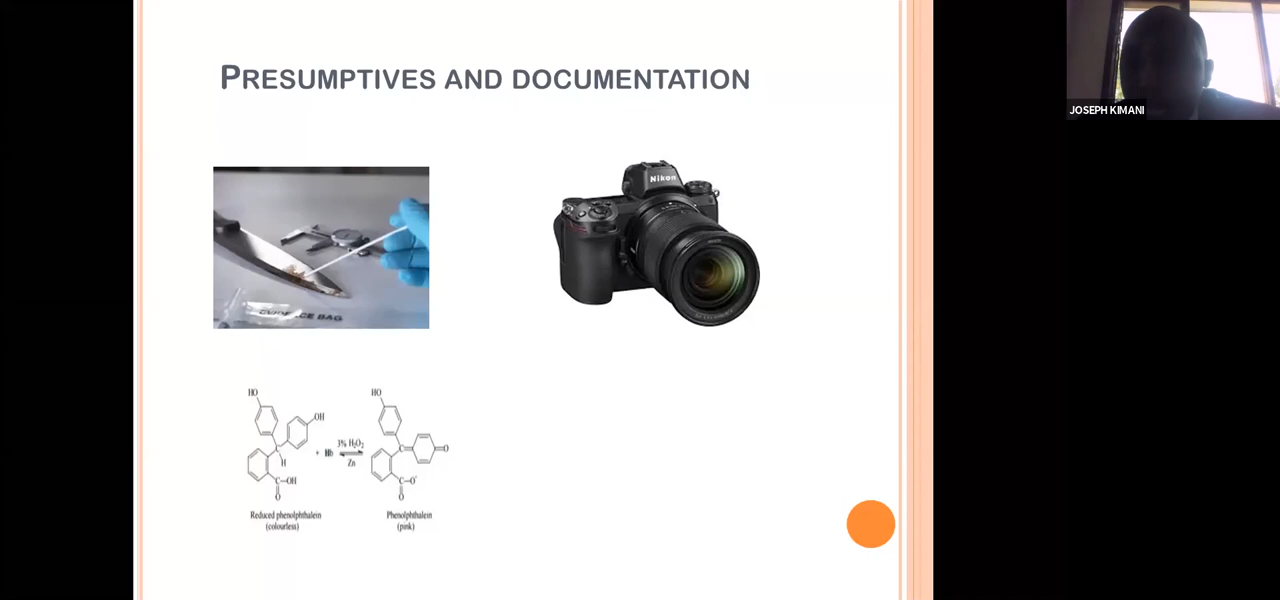 PRESUMPTIVES AND DOCUMENTATION
JOSEPH KIMANI
Nikon
EVIDENCE BAG
HO
OH
H
C
C—OH
O
+ Hb
3% H₂O₂
Zn
HO
C
O
C—O⁻
O
Reduced phenolphthalein
(colourless)
Phenolphthalein
(pink)